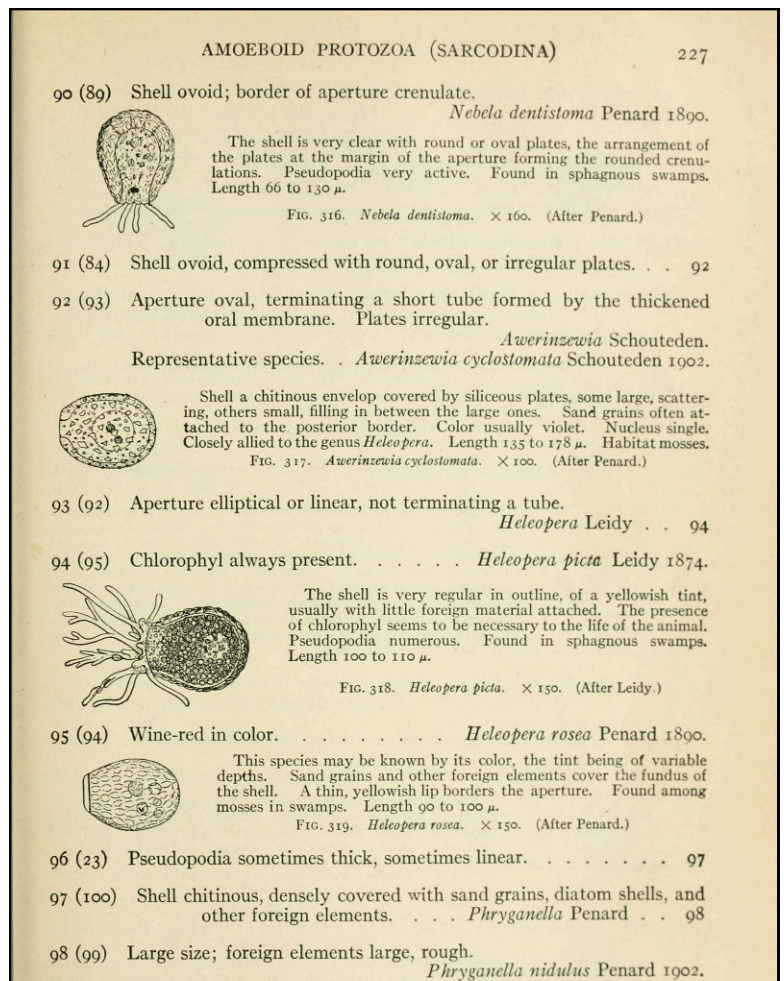 AMOEBOID PROTOZOA (SARCODINA) 227
90 (89) Shell ovoid; border of aperture crenulate.
Nebela dentistoma Penard 1890.
The shell is very clear with round or oval plates, the arrangement of
the plates at the margin of the aperture forming the rounded crenu-
lations. Pseudopodia very active. Found in sphagnous swamps.
Length 66 to 130 μ.
FIG. 316. Nebela dentistoma. × 160. (After Penard.)
91 (84) Shell ovoid, compressed with round, oval, or irregular plates. . . 92
92 (93) Aperture oval, terminating a short tube formed by the thickened
oral membrane. Plates irregular.
Awerinzewia Schouteden.
Representative species. . Awerinzewia cyclostomata Schouteden 1902.
Shell a chitinous envelop covered by siliceous plates, some large, scatter-
ing, others small, filling in between the large ones. Sand grains often at-
tached to the posterior border. Color usually violet. Nucleus single.
Closely allied to the genus Heleopera. Length 135 to 178 μ. Habitat mosses.
FIG. 317. Awerinzewia cyclostomata. × 100. (After Penard.)
93 (92) Aperture elliptical or linear, not terminating a tube.
Heleopera Leidy . . 94
94 (95) Chlorophyl always present. . . . . . Heleopera picta Leidy 1874.
The shell is very regular in outline, of a yellowish tint,
usually with little foreign material attached. The presence
of chlorophyl seems to be necessary to the life of the animal.
Pseudopodia numerous. Found in sphagnous swamps.
Length 100 to 110 μ.
FIG. 318. Heleopera picta. × 150. (After Leidy.)
95 (94) Wine-red in color. . . . . . . . . Heleopera rosea Penard 1890.
This species may be known by its color, the tint being of variable
depths. Sand grains and other foreign elements cover the fundus of
the shell. A thin, yellowish lip borders the aperture. Found among
mosses in swamps. Length 90 to 100 μ.
FIG. 319. Heleopera rosea. × 150. (After Penard.)
96 (23) Pseudopodia sometimes thick, sometimes linear. . . . . . . . 97
97 (100) Shell chitinous, densely covered with sand grains, diatom shells, and
other foreign elements. . . . Phryganella Penard . . 98
98 (99) Large size; foreign elements large, rough.
Phryganella nidulus Penard 1902.